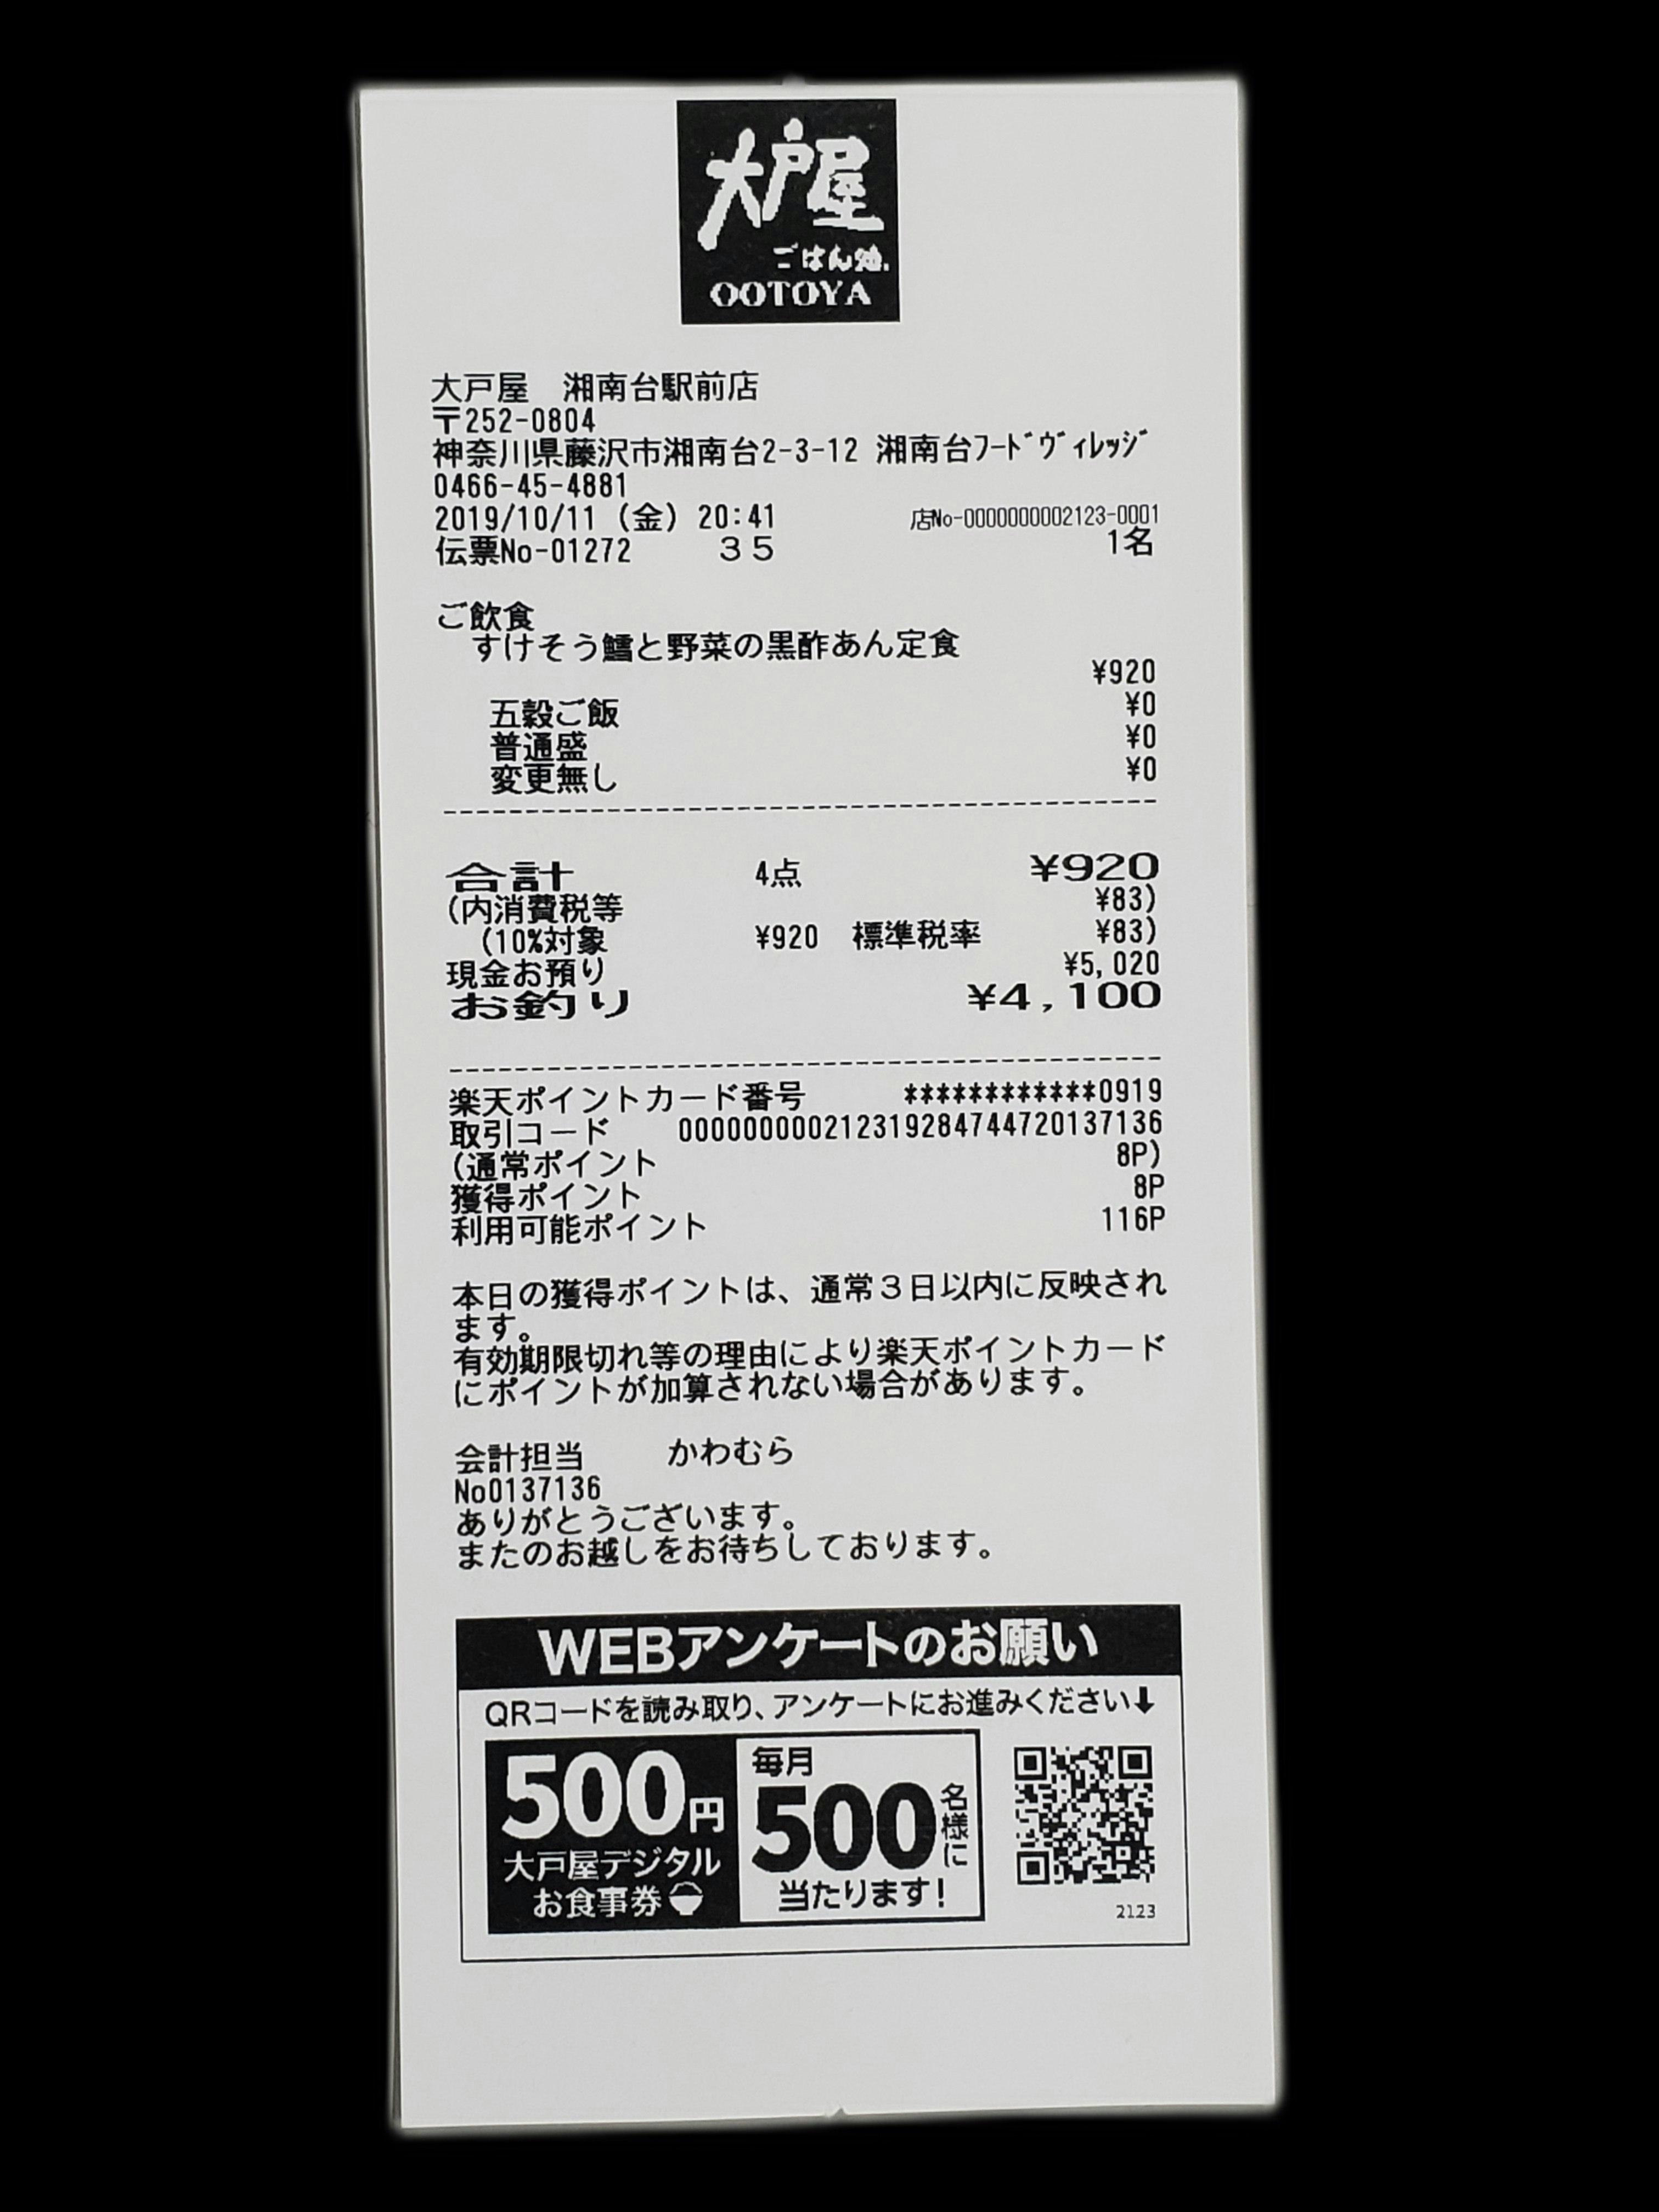 大戸屋
ごはん処
OOTOYA
大戸屋　湘南台駅前店
〒252-0804
神奈川県藤沢市湘南台2-3-12 湘南台ﾌｰﾄﾞｳﾞｨﾚｯｼﾞ
0466-45-4881
2019/10/11 (金) 20:41 店No-0000000002123-0001
伝票No-01272 ３５ 1名
ご飲食
すけそう鱈と野菜の黒酢あん定食
¥920
五穀ご飯 ¥0
普通盛 ¥0
変更無し ¥0
合計 4点 ¥920
(内消費税等 ¥83)
(10%対象 ¥920 標準税率 ¥83)
現金お預り ¥5,020
お釣り ¥4,100
楽天ポイントカード番号 ************0919
取引コード 000000000212319284744720137136
(通常ポイント 8P)
獲得ポイント 8P
利用可能ポイント 116P
本日の獲得ポイントは、通常３日以内に反映され
ます。
有効期限切れ等の理由により楽天ポイントカード
にポイントが加算されない場合があります。
会計担当 かわむら
No0137136
ありがとうございます。
またのお越しをお待ちしております。
WEBアンケートのお願い
QRコードを読み取り、アンケートにお進みください⬇
500円
大戸屋デジタル
お食事券
毎月
500名様に
当たります!
2123